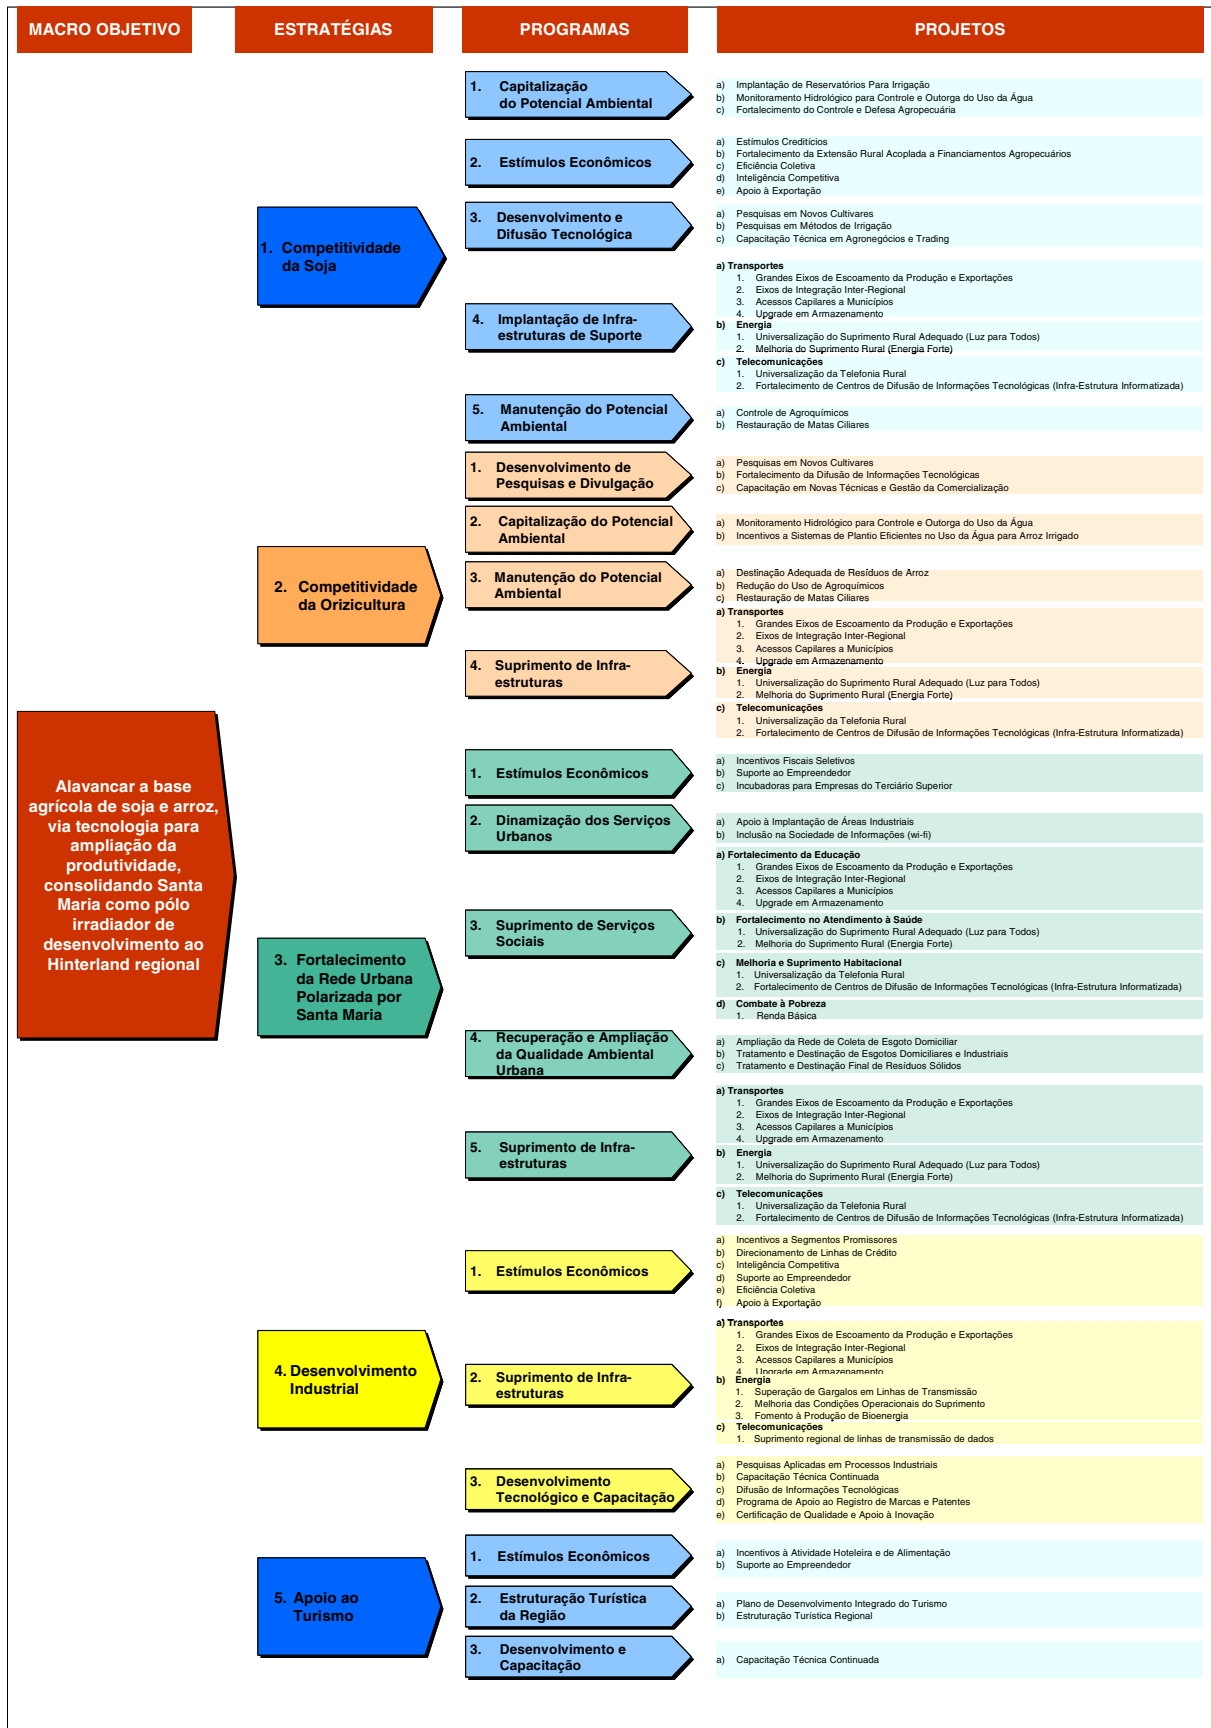 MACRO OBJETIVO
ESTRATÉGIAS
PROGRAMAS
PROJETOS
Alavancar a base
agrícola de soja e arroz,
via tecnologia para
ampliação da
produtividade,
consolidando Santa
Maria como pólo
irradiador de
desenvolvimento ao
Hinterland regional
1. Competitividade
da Soja
1. Capitalização
do Potencial Ambiental
a) Implantação de Reservatórios Para Irrigação
b) Monitoramento Hidrológico para Controle e Outorga do Uso da Água
c) Fortalecimento do Controle e Defesa Agropecuária
2. Estímulos Econômicos
a) Estímulos Creditícios
b) Fortalecimento da Extensão Rural Acoplada a Financiamentos Agropecuários
c) Eficiência Coletiva
d) Inteligência Competitiva
e) Apoio à Exportação
3. Desenvolvimento e
Difusão Tecnológica
a) Pesquisas em Novos Cultivares
b) Pesquisas em Métodos de Irrigação
c) Capacitação Técnica em Agronegócios e Trading
4. Implantação de Infra-
estruturas de Suporte
a) Transportes
1. Grandes Eixos de Escoamento da Produção e Exportações
2. Eixos de Integração Inter-Regional
3. Acessos Capilares a Municípios
4. Upgrade em Armazenamento
b) Energia
1. Universalização do Suprimento Rural Adequado (Luz para Todos)
2. Melhoria do Suprimento Rural (Energia Forte)
c) Telecomunicações
1. Universalização da Telefonia Rural
2. Fortalecimento de Centros de Difusão de Informações Tecnológicas (Infra-Estrutura Informatizada)
5. Manutenção do Potencial
Ambiental
a) Controle de Agroquímicos
b) Restauração de Matas Ciliares
2. Competitividade
da Orizicultura
1. Desenvolvimento de
Pesquisas e Divulgação
a) Pesquisas em Novos Cultivares
b) Fortalecimento da Difusão de Informações Tecnológicas
c) Capacitação em Novas Técnicas e Gestão da Comercialização
2. Capitalização do Potencial
Ambiental
a) Monitoramento Hidrológico para Controle e Outorga do Uso da Água
b) Incentivos a Sistemas de Plantio Eficientes no Uso da Água para Arroz Irrigado
3. Manutenção do Potencial
Ambiental
a) Destinação Adequada de Resíduos de Arroz
b) Redução do Uso de Agroquímicos
c) Restauração de Matas Ciliares
4. Suprimento de Infra-
estruturas
a) Transportes
1. Grandes Eixos de Escoamento da Produção e Exportações
2. Eixos de Integração Inter-Regional
3. Acessos Capilares a Municípios
4. Upgrade em Armazenamento
b) Energia
1. Universalização do Suprimento Rural Adequado (Luz para Todos)
2. Melhoria do Suprimento Rural (Energia Forte)
c) Telecomunicações
1. Universalização da Telefonia Rural
2. Fortalecimento de Centros de Difusão de Informações Tecnológicas (Infra-Estrutura Informatizada)
3. Fortalecimento
da Rede Urbana
Polarizada por
Santa Maria
1. Estímulos Econômicos
a) Incentivos Fiscais Seletivos
b) Suporte ao Empreendedor
c) Incubadoras para Empresas do Terciário Superior
2. Dinamização dos Serviços
Urbanos
a) Apoio à Implantação de Áreas Industriais
b) Inclusão na Sociedade de Informações (wi-fi)
3. Suprimento de Serviços
Sociais
a) Fortalecimento da Educação
1. Grandes Eixos de Escoamento da Produção e Exportações
2. Eixos de Integração Inter-Regional
3. Acessos Capilares a Municípios
4. Upgrade em Armazenamento
b) Fortalecimento no Atendimento à Saúde
1. Universalização do Suprimento Rural Adequado (Luz para Todos)
2. Melhoria do Suprimento Rural (Energia Forte)
c) Melhoria e Suprimento Habitacional
1. Universalização da Telefonia Rural
2. Fortalecimento de Centros de Difusão de Informações Tecnológicas (Infra-Estrutura Informatizada)
d) Combate à Pobreza
1. Renda Básica
4. Recuperação e Ampliação
da Qualidade Ambiental
Urbana
a) Ampliação da Rede de Coleta de Esgoto Domiciliar
b) Tratamento e Destinação de Esgotos Domiciliares e Industriais
c) Tratamento e Destinação Final de Resíduos Sólidos
5. Suprimento de Infra-
estruturas
a) Transportes
1. Grandes Eixos de Escoamento da Produção e Exportações
2. Eixos de Integração Inter-Regional
3. Acessos Capilares a Municípios
4. Upgrade em Armazenamento
b) Energia
1. Universalização do Suprimento Rural Adequado (Luz para Todos)
2. Melhoria do Suprimento Rural (Energia Forte)
c) Telecomunicações
1. Universalização da Telefonia Rural
2. Fortalecimento de Centros de Difusão de Informações Tecnológicas (Infra-Estrutura Informatizada)
4. Desenvolvimento
Industrial
1. Estímulos Econômicos
a) Incentivos a Segmentos Promissores
b) Direcionamento de Linhas de Crédito
c) Inteligência Competitiva
d) Suporte ao Empreendedor
e) Eficiência Coletiva
f) Apoio à Exportação
2. Suprimento de Infra-
estruturas
a) Transportes
1. Grandes Eixos de Escoamento da Produção e Exportações
2. Eixos de Integração Inter-Regional
3. Acessos Capilares a Municípios
4. Upgrade em Armazenamento
b) Energia
1. Superação de Gargalos em Linhas de Transmissão
2. Melhoria das Condições Operacionais do Suprimento
3. Fomento à Produção de Bioenergia
c) Telecomunicações
1. Suprimento regional de linhas de transmissão de dados
3. Desenvolvimento
Tecnológico e Capacitação
a) Pesquisas Aplicadas em Processos Industriais
b) Capacitação Técnica Continuada
c) Difusão de Informações Tecnológicas
d) Programa de Apoio ao Registro de Marcas e Patentes
e) Certificação de Qualidade e Apoio à Inovação
5. Apoio ao
Turismo
1. Estímulos Econômicos
a) Incentivos à Atividade Hoteleira e de Alimentação
b) Suporte ao Empreendedor
2. Estruturação Turística
da Região
a) Plano de Desenvolvimento Integrado do Turismo
b) Estruturação Turística Regional
3. Desenvolvimento e
Capacitação
a) Capacitação Técnica Continuada